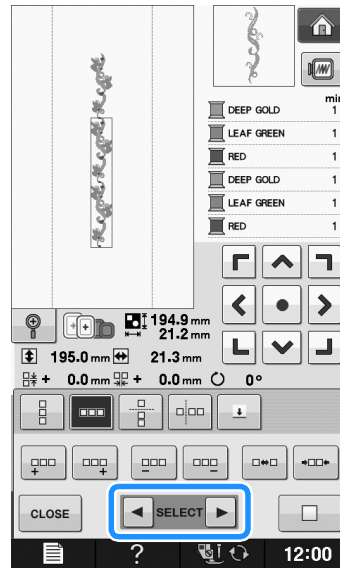 min
DEEP GOLD 1
LEAF GREEN 1
RED 1
DEEP GOLD 1
LEAF GREEN 1
RED 1
194.9 mm
21.2 mm
195.0 mm 21.3 mm
+ 0.0 mm + 0.0 mm 0°
CLOSE SELECT
? 12:00